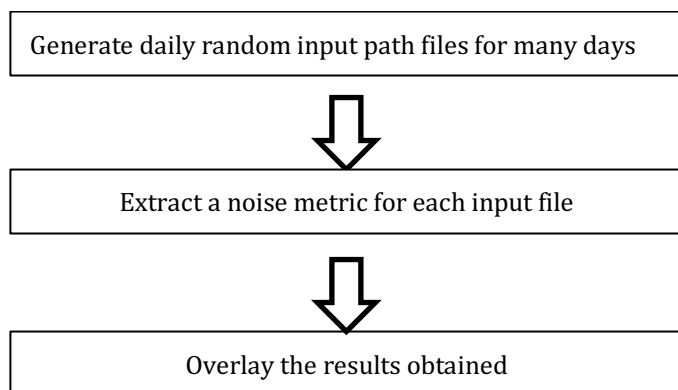 Generate daily random input path files for many days
Extract a noise metric for each input file
Overlay the results obtained